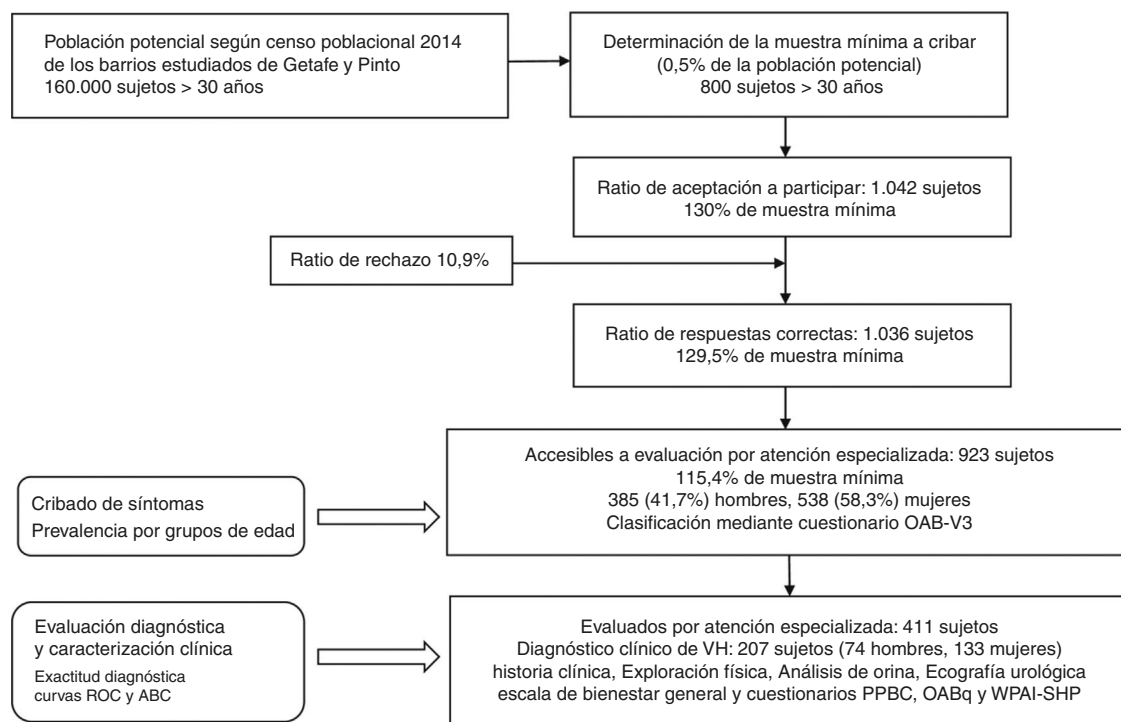 Población potencial según censo poblacional 2014
de los barrios estudiados de Getafe y Pinto
160.000 sujetos > 30 años
Determinación de la muestra mínima a cribar
(0,5% de la población potencial)
800 sujetos > 30 años
Ratio de aceptación a participar: 1.042 sujetos
130% de muestra mínima
Ratio de rechazo 10,9%
Ratio de respuestas correctas: 1.036 sujetos
129,5% de muestra mínima
Cribado de síntomas
Prevalencia por grupos de edad
Accesibles a evaluación por atención especializada: 923 sujetos
115,4% de muestra mínima
385 (41,7%) hombres, 538 (58,3%) mujeres
Clasificación mediante cuestionario OAB-V3
Evaluación diagnóstica
y caracterización clínica
Exactitud diagnóstica
curvas ROC y ABC
Evaluados por atención especializada: 411 sujetos
Diagnóstico clínico de VH: 207 sujetos (74 hombres, 133 mujeres)
historia clínica, Exploración física, Análisis de orina, Ecografía urológica
escala de bienestar general y cuestionarios PPBC, OABq y WPAI-SHP